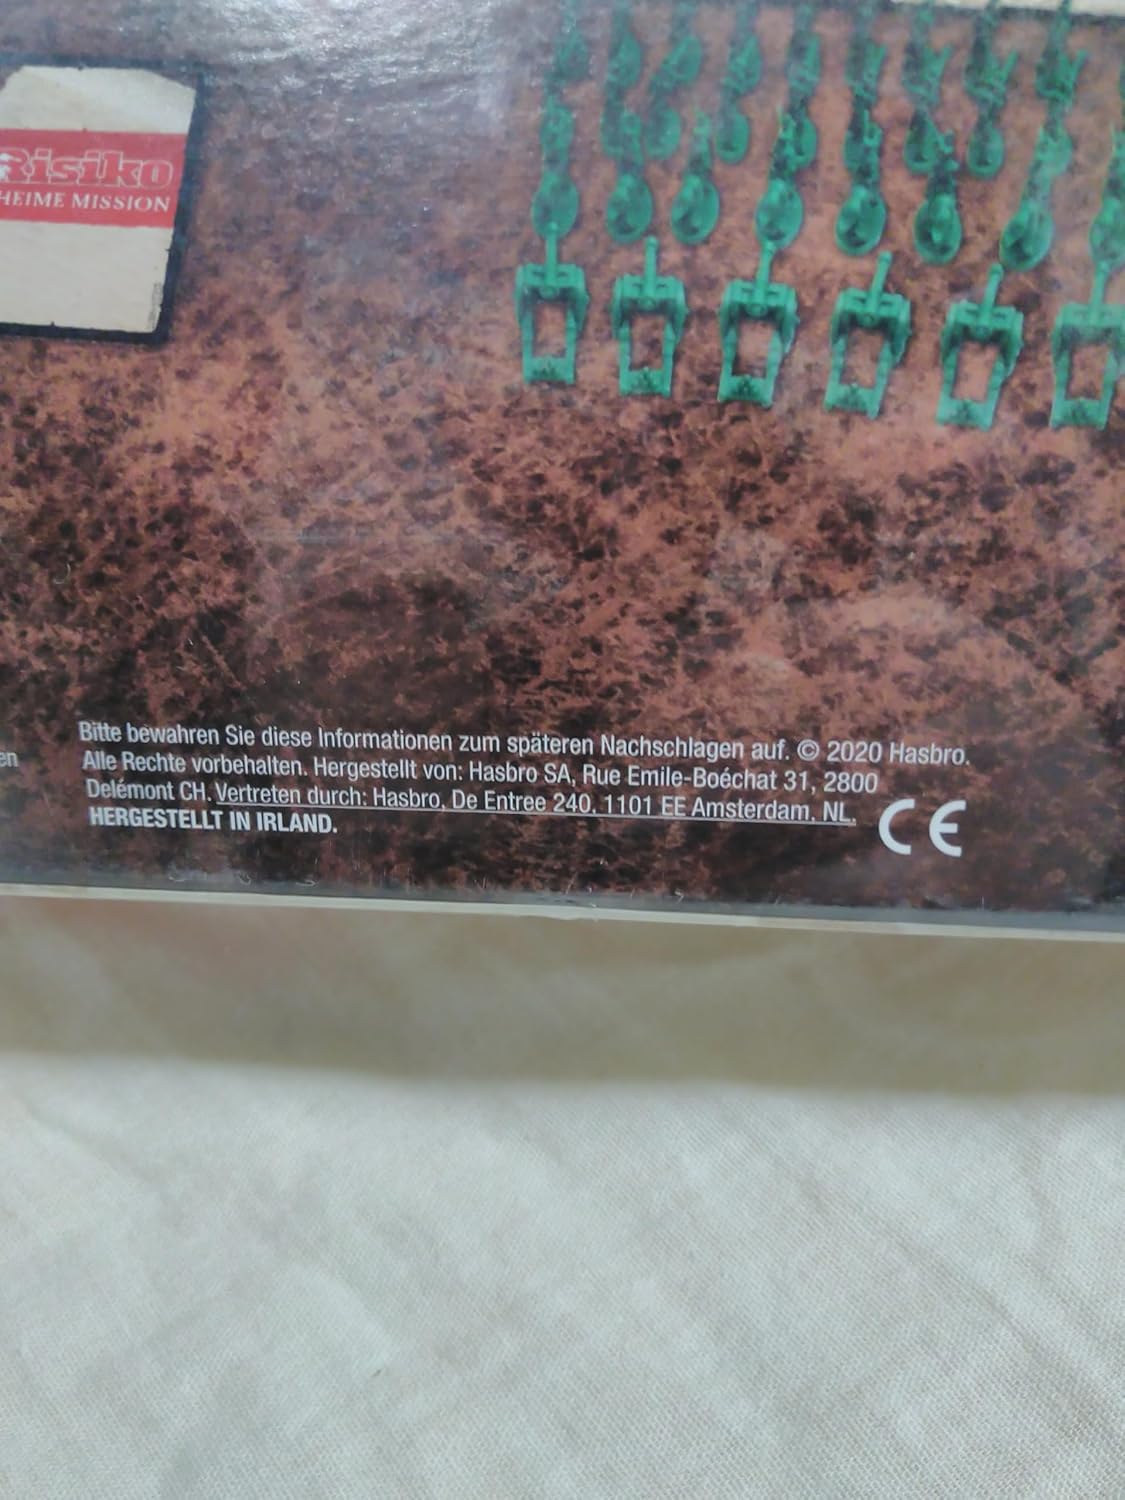 Risiko
HEIME MISSION
Bitte bewahren Sie diese Informationen zum späteren Nachschlagen auf. © 2020 Hasbro.
en
Alle Rechte vorbehalten. Hergestellt von: Hasbro SA, Rue Emile-Boéchat 31, 2800
Delémont CH. Vertreten durch: Hasbro, De Entree 240, 1101 EE Amsterdam, NL.
HERGESTELLT IN IRLAND.
CE